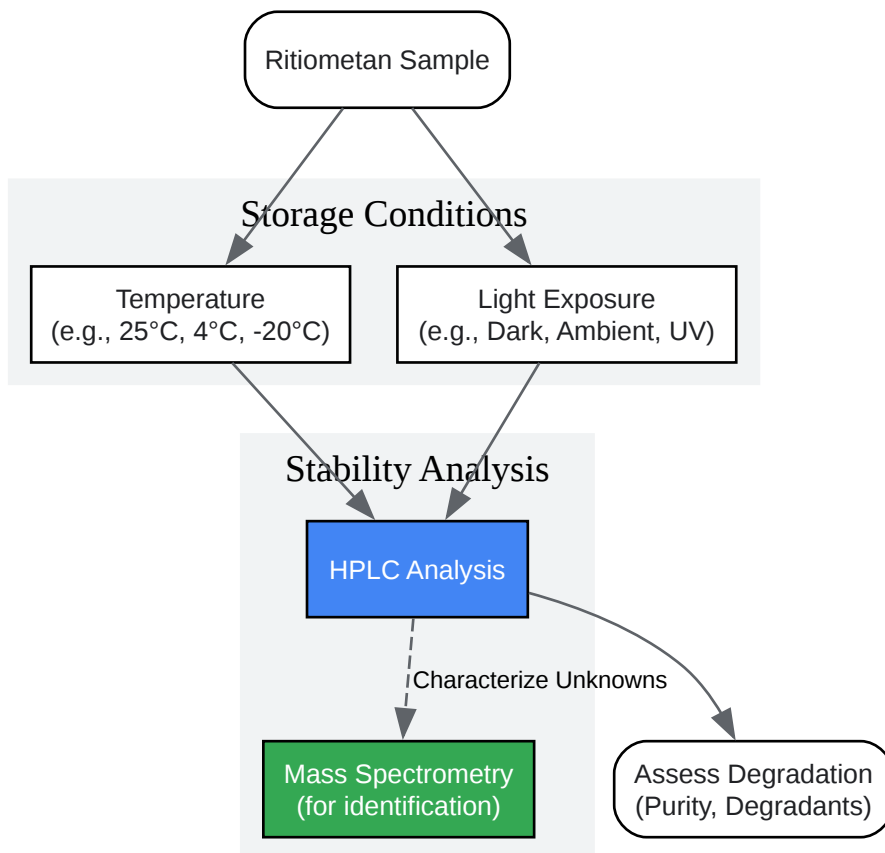 Ritiometan Sample
Storage Conditions
Temperature
(e.g., 25°C, 4°C, -20°C)
Light Exposure
(e.g., Dark, Ambient, UV)
Stability Analysis
HPLC Analysis
Characterize Unknowns
Mass Spectrometry
(for identification)
Assess Degradation
(Purity, Degradants)